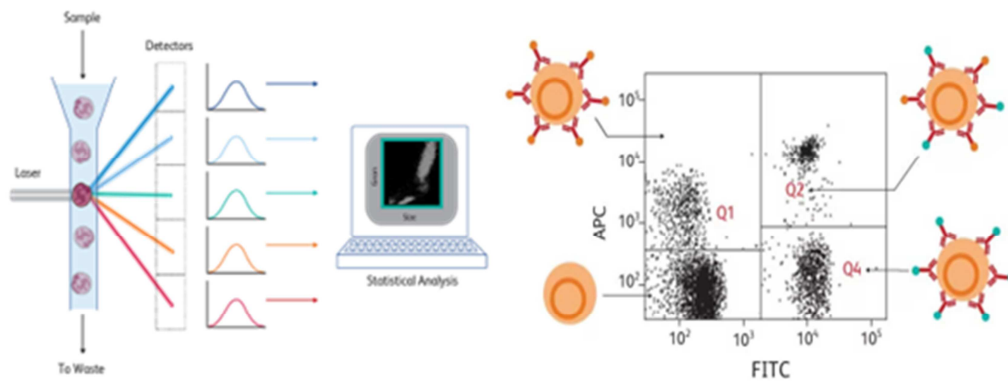 Sample
Detectors
Laser
To Waste
Size
Statistical Analysis
10⁵
10⁴
10³
10²
APC
Q1
Q2
Q4
10² 10³ 10⁴ 10⁵
FITC